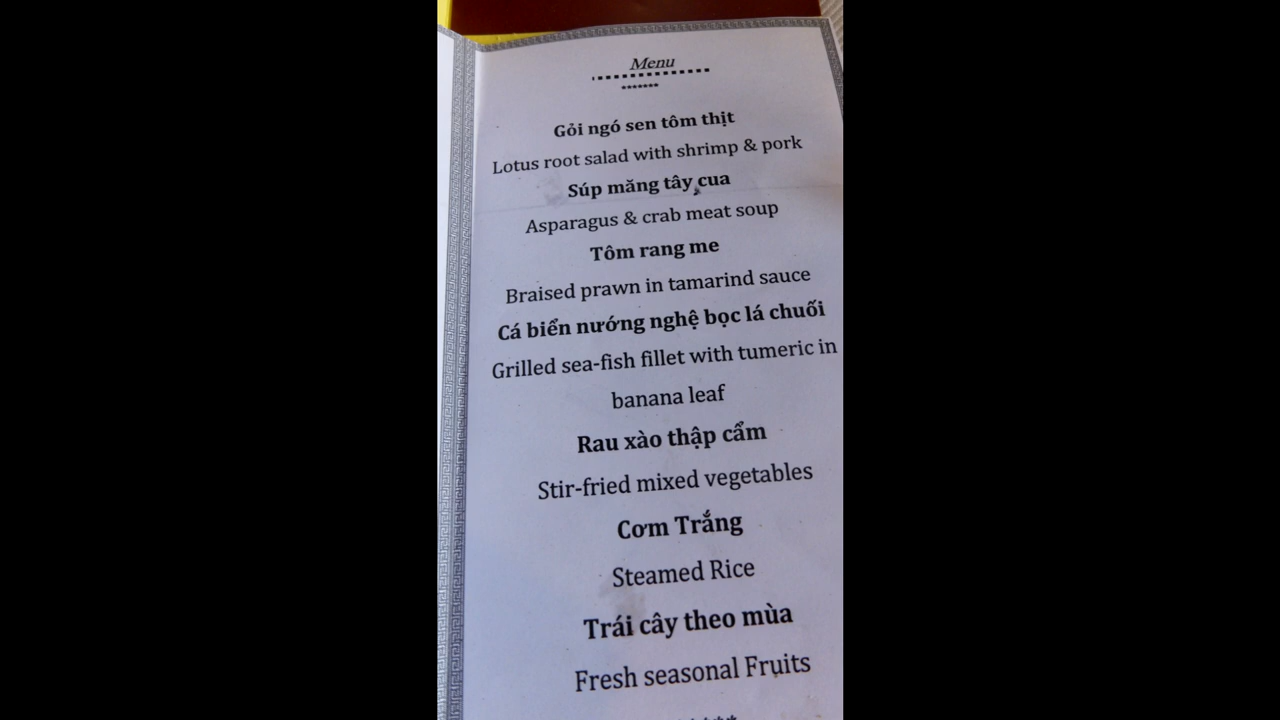 Menu
Gỏi ngó sen tôm thịt
Lotus root salad with shrimp & pork
Súp măng tây cua
Asparagus & crab meat soup
Tôm rang me
Braised prawn in tamarind sauce
Cá biển nướng nghệ bọc lá chuối
Grilled sea-fish fillet with tumeric in
banana leaf
Rau xào thập cẩm
Stir-fried mixed vegetables
Cơm Trắng
Steamed Rice
Trái cây theo mùa
Fresh seasonal Fruits